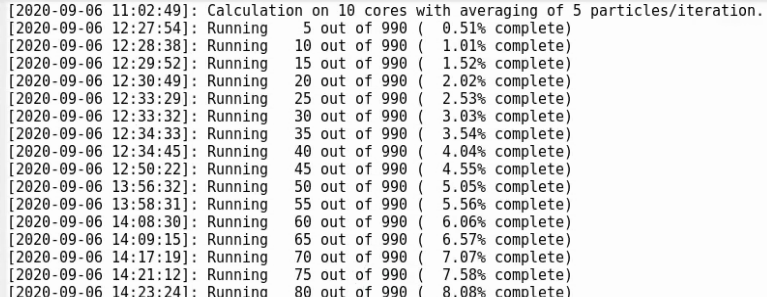 [2020-09-06 11:02:49]: Calculation on 10 cores with averaging of 5 particles/iteration.
[2020-09-06 12:27:54]: Running    5 out of 990 (  0.51% complete)
[2020-09-06 12:28:38]: Running   10 out of 990 (  1.01% complete)
[2020-09-06 12:29:52]: Running   15 out of 990 (  1.52% complete)
[2020-09-06 12:30:49]: Running   20 out of 990 (  2.02% complete)
[2020-09-06 12:33:29]: Running   25 out of 990 (  2.53% complete)
[2020-09-06 12:33:32]: Running   30 out of 990 (  3.03% complete)
[2020-09-06 12:34:33]: Running   35 out of 990 (  3.54% complete)
[2020-09-06 12:34:45]: Running   40 out of 990 (  4.04% complete)
[2020-09-06 12:50:22]: Running   45 out of 990 (  4.55% complete)
[2020-09-06 13:56:32]: Running   50 out of 990 (  5.05% complete)
[2020-09-06 13:58:31]: Running   55 out of 990 (  5.56% complete)
[2020-09-06 14:08:30]: Running   60 out of 990 (  6.06% complete)
[2020-09-06 14:09:15]: Running   65 out of 990 (  6.57% complete)
[2020-09-06 14:17:19]: Running   70 out of 990 (  7.07% complete)
[2020-09-06 14:21:12]: Running   75 out of 990 (  7.58% complete)
[2020-09-06 14:23:24]: Running   80 out of 990 (  8.08% complete)